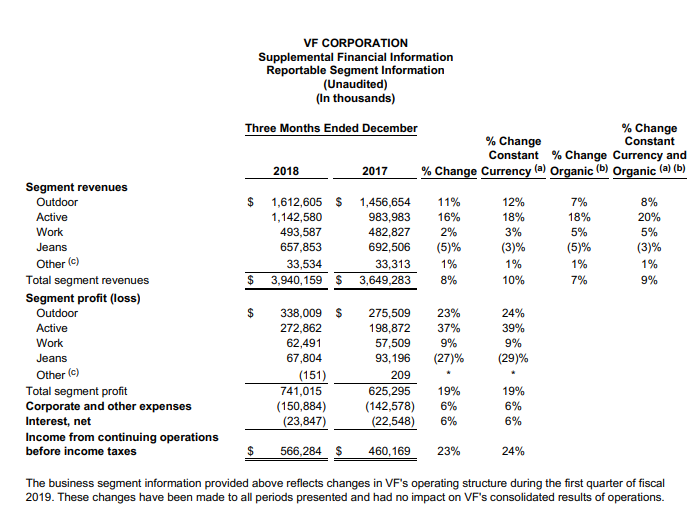 VF CORPORATION
Supplemental Financial Information
Reportable Segment Information
(Unaudited)
(In thousands)
Three Months Ended December
% Change
% Change Constant
Constant % Change Currency and
2018 2017 % Change Currency (a) Organic (b) Organic (a) (b)
Segment revenues
Outdoor $ 1,612,605 $ 1,456,654 11% 12% 7% 8%
Active 1,142,580 983,983 16% 18% 18% 20%
Work 493,587 482,827 2% 3% 5% 5%
Jeans 657,853 692,506 (5)% (3)% (5)% (3)%
Other (c) 33,534 33,313 1% 1% 1% 1%
Total segment revenues $ 3,940,159 $ 3,649,283 8% 10% 7% 9%
Segment profit (loss)
Outdoor $ 338,009 $ 275,509 23% 24%
Active 272,862 198,872 37% 39%
Work 62,491 57,509 9% 9%
Jeans 67,804 93,196 (27)% (29)%
Other (c) (151) 209 * *
Total segment profit 741,015 625,295 19% 19%
Corporate and other expenses (150,884) (142,578) 6% 6%
Interest, net (23,847) (22,548) 6% 6%
Income from continuing operations
before income taxes $ 566,284 $ 460,169 23% 24%
The business segment information provided above reflects changes in VF's operating structure during the first quarter of fiscal
2019. These changes have been made to all periods presented and had no impact on VF's consolidated results of operations.